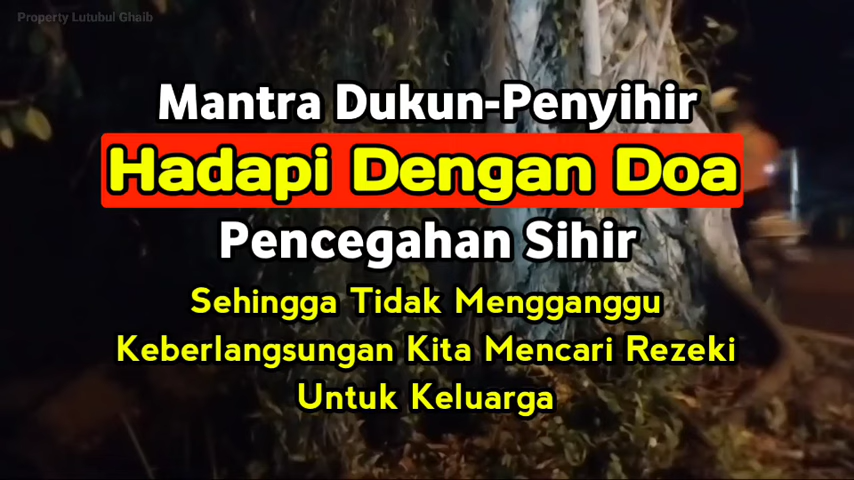 Property Lutubul Ghaib
Mantra Dukun-Penyihir
Hadapi Dengan Doa
Pencegahan Sihir
Sehingga Tidak Mengganggu
Keberlangsungan Kita Mencari Rezeki
Untuk Keluarga